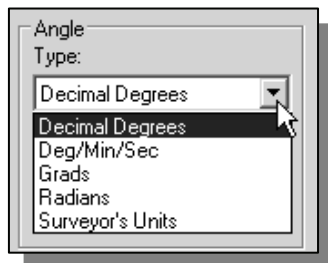 Angle
Type:
Decimal Degrees
Decimal Degrees
Deg/Min/Sec
Grads
Radians
Surveyor's Units